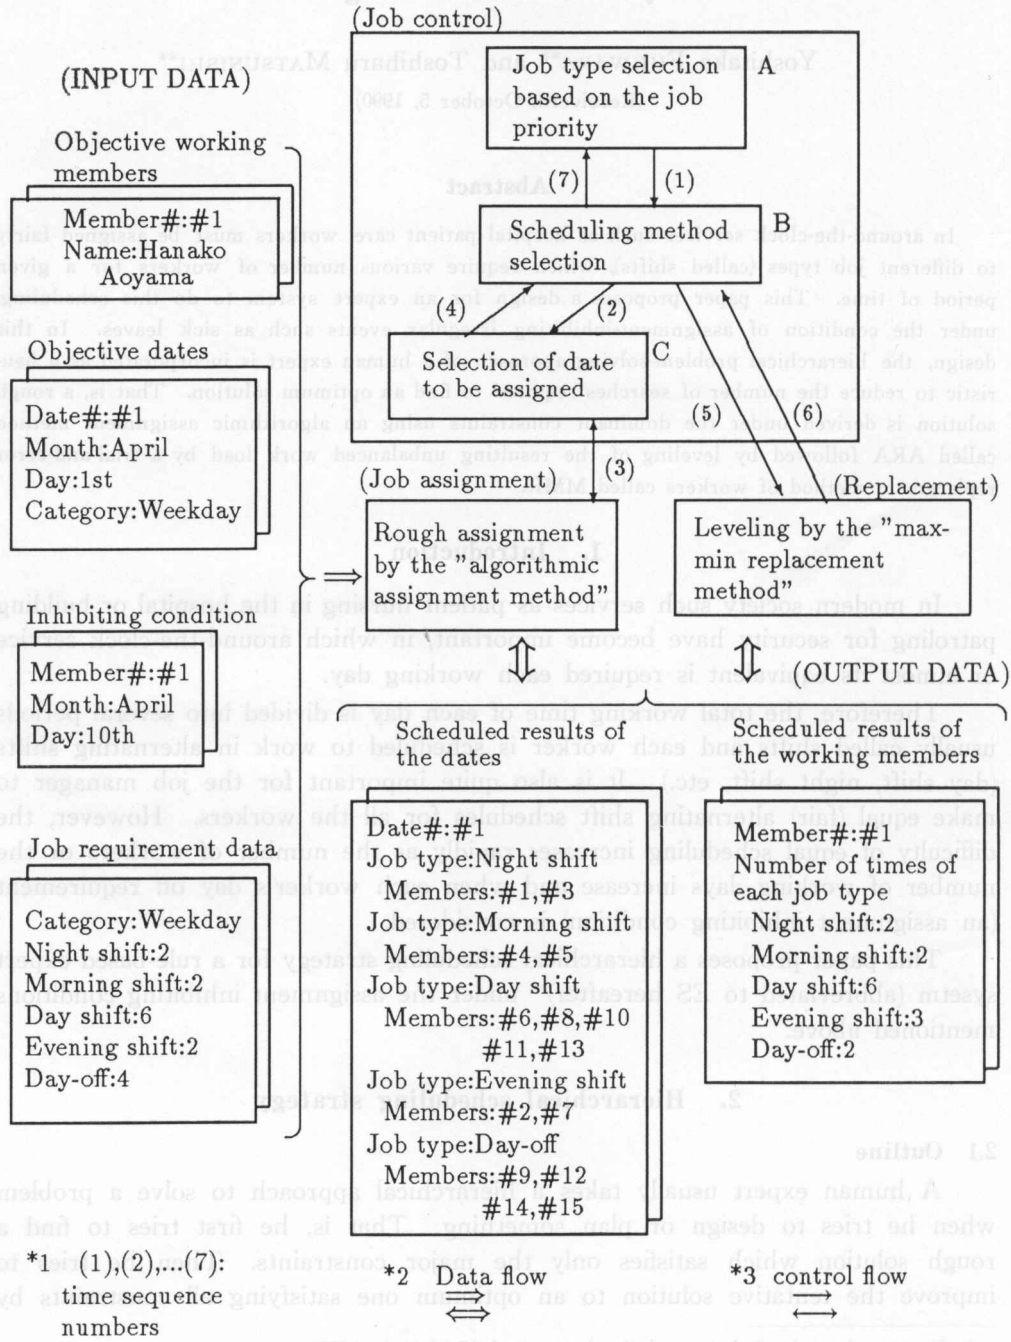 (Job control)
(INPUT DATA)
Job type selection
based on the job
priority
A
Objective working
members
(7)
(1)
Member#:#1
Name:Hanako
Aoyama
Scheduling method
selection
B
(4)
(2)
Objective dates
Selection of date
to be assigned
C
Date#:#1
Month:April
Day:1st
Category:Weekday
(5)
(6)
(3)
(Job assignment)
(Replacement)
Rough assignment
by the "algorithmic
assignment method"
Leveling by the "max-
min replacement
method"
Inhibiting condition
Member#:#1
Month:April
Day:10th
(OUTPUT DATA)
Scheduled results of
the dates
Scheduled results of
the working members
Job requirement data
Category:Weekday
Night shift:2
Morning shift:2
Day shift:6
Evening shift:2
Day-off:4
Date#:#1
Job type:Night shift
Members:#1,#3
Job type:Morning shift
Members:#4,#5
Job type:Day shift
Members:#6,#8,#10
#11,#13
Job type:Evening shift
Members:#2,#7
Job type:Day-off
Members:#9,#12
#14,#15
Member#:#1
Number of times of
each job type
Night shift:2
Morning shift:2
Day shift:6
Evening shift:3
Day-off:2
*1 (1),(2),...(7):
time sequence
numbers
*2 Data flow
*3 control flow